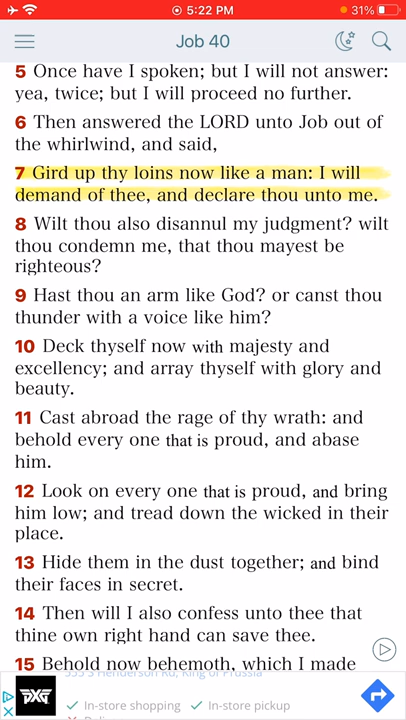 5:22 PM
31%
Job 40
5 Once have I spoken; but I will not answer:
yea, twice; but I will proceed no further.
6 Then answered the LORD unto Job out of
the whirlwind, and said,
7 Gird up thy loins now like a man: I will
demand of thee, and declare thou unto me.
8 Wilt thou also disannul my judgment? wilt
thou condemn me, that thou mayest be
righteous?
9 Hast thou an arm like God? or canst thou
thunder with a voice like him?
10 Deck thyself now with majesty and
excellency; and array thyself with glory and
beauty.
11 Cast abroad the rage of thy wrath: and
behold every one that is proud, and abase
him.
12 Look on every one that is proud, and bring
him low; and tread down the wicked in their
place.
13 Hide them in the dust together; and bind
their faces in secret.
14 Then will I also confess unto thee that
thine own right hand can save thee.
15 Behold now behemoth, which I made
Henderson Rd, King of Prussia
PXG
In-store shopping In-store pickup